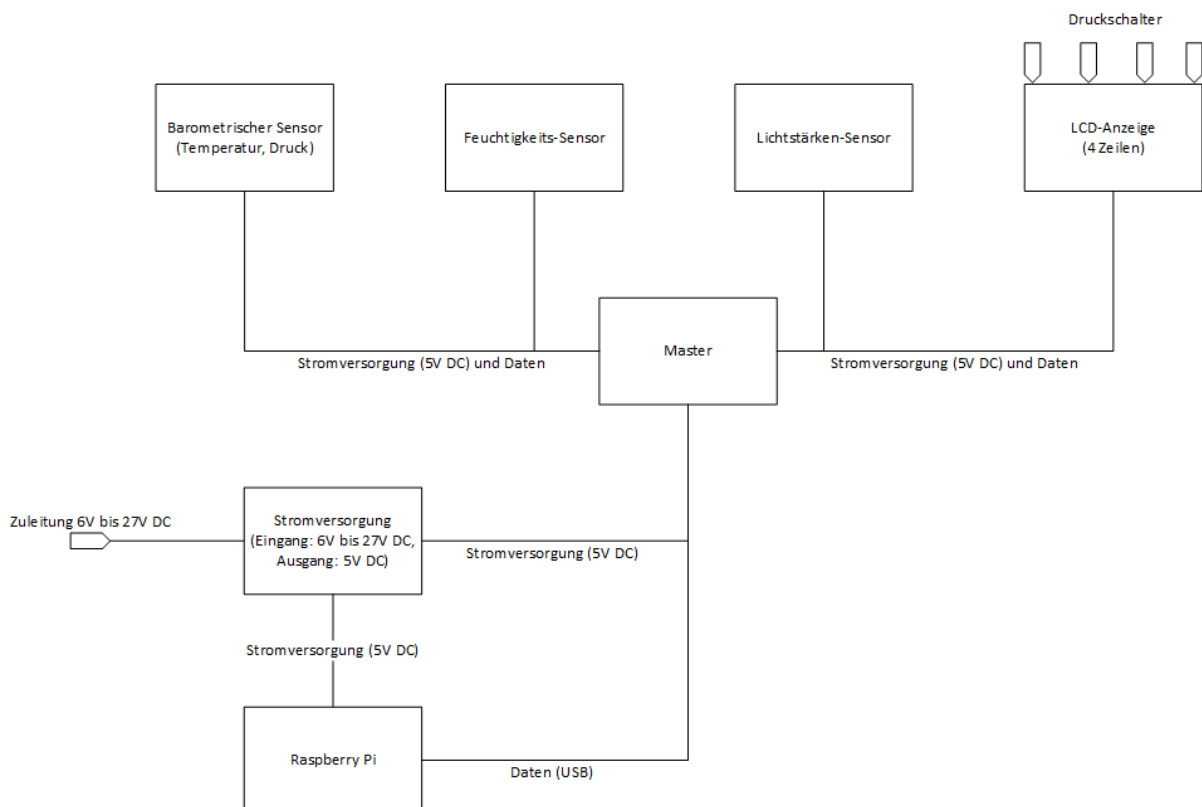 Druckschalter
Barometrischer Sensor
(Temperatur, Druck)
Feuchtigkeits-Sensor
Lichtstärken-Sensor
LCD-Anzeige
(4 Zeilen)
Master
Stromversorgung (5V DC) und Daten
Stromversorgung (5V DC) und Daten
Zuleitung 6V bis 27V DC
Stromversorgung
(Eingang: 6V bis 27V DC,
Ausgang: 5V DC)
Stromversorgung (5V DC)
Stromversorgung (5V DC)
Raspberry Pi
Daten (USB)